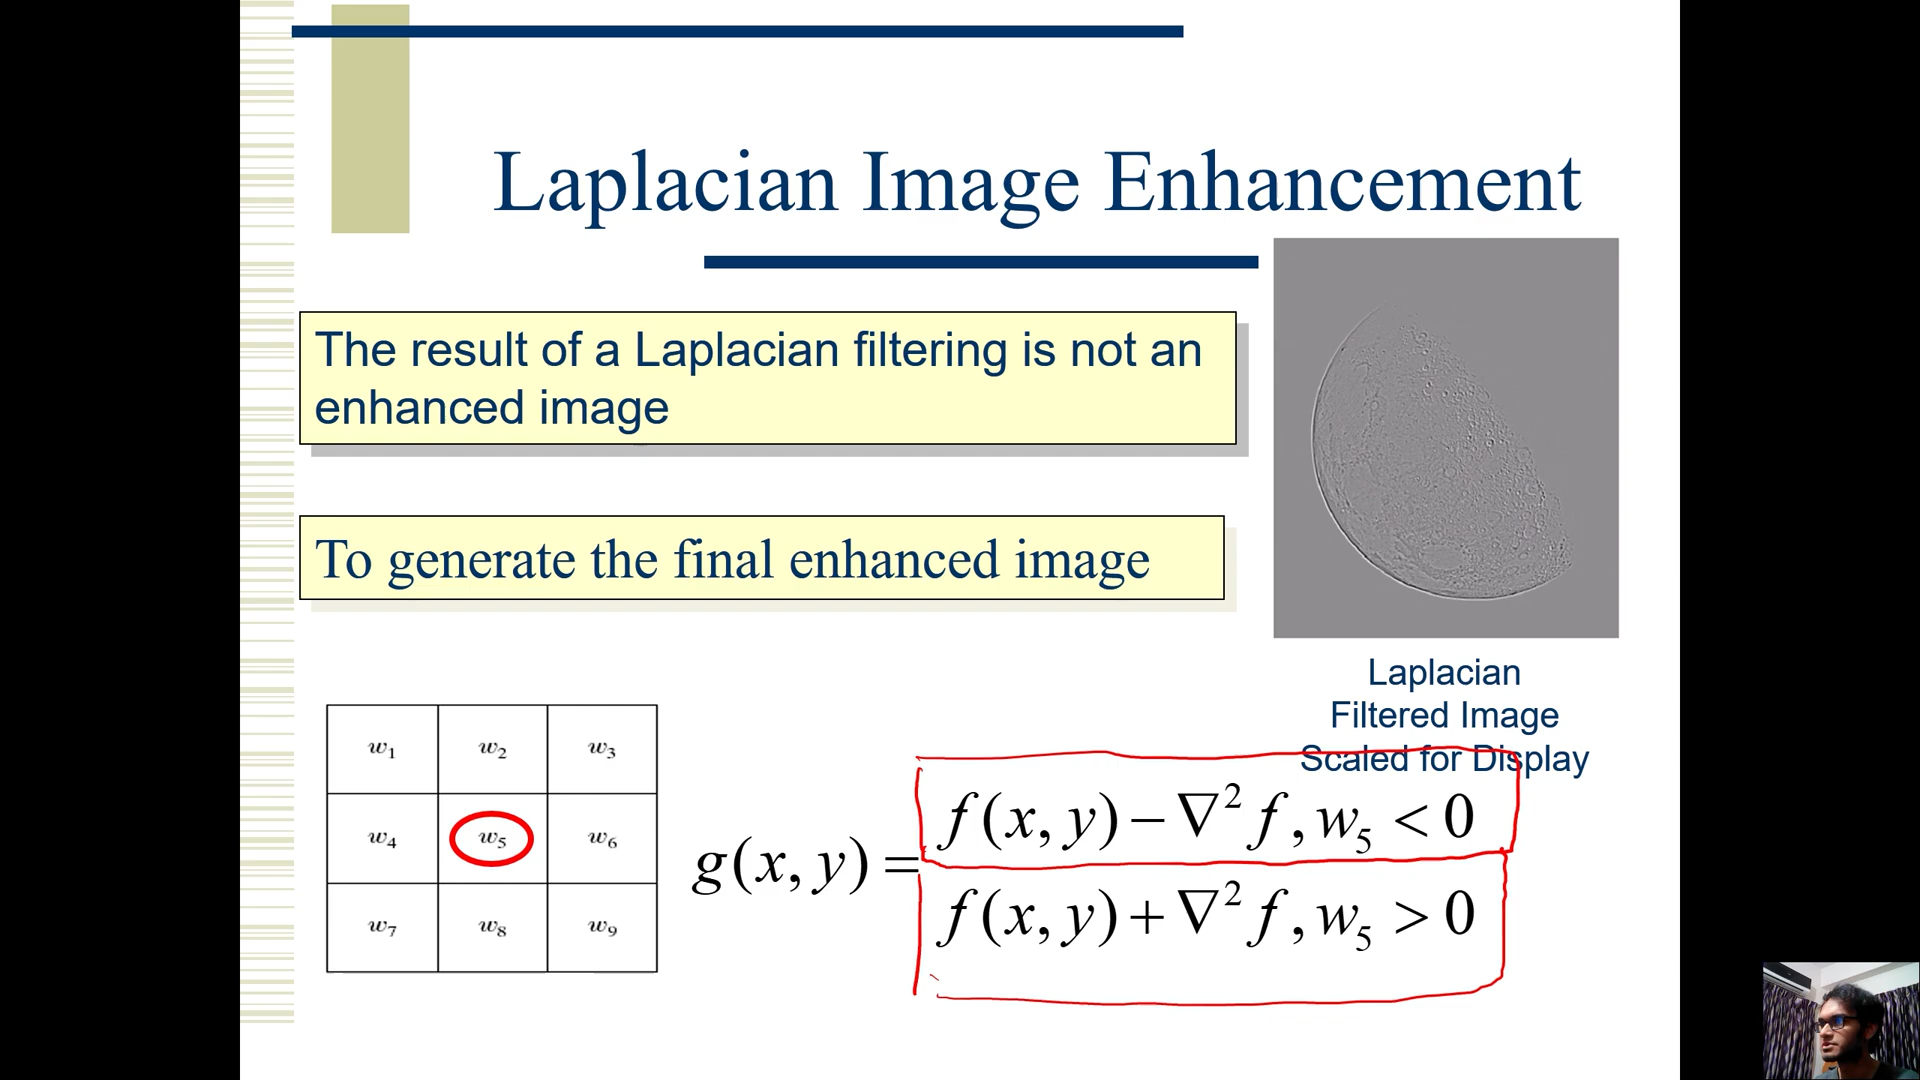 Laplacian Image Enhancement
The result of a Laplacian filtering is not an
enhanced image
To generate the final enhanced image
Laplacian
Filtered Image
Scaled for Display
w₁ w₂ w₃
w₄ w₅ w₆
w₇ w₈ w₉
g(x, y) =
f(x, y) − ∇² f, w₅ < 0
f(x, y) + ∇² f, w₅ > 0